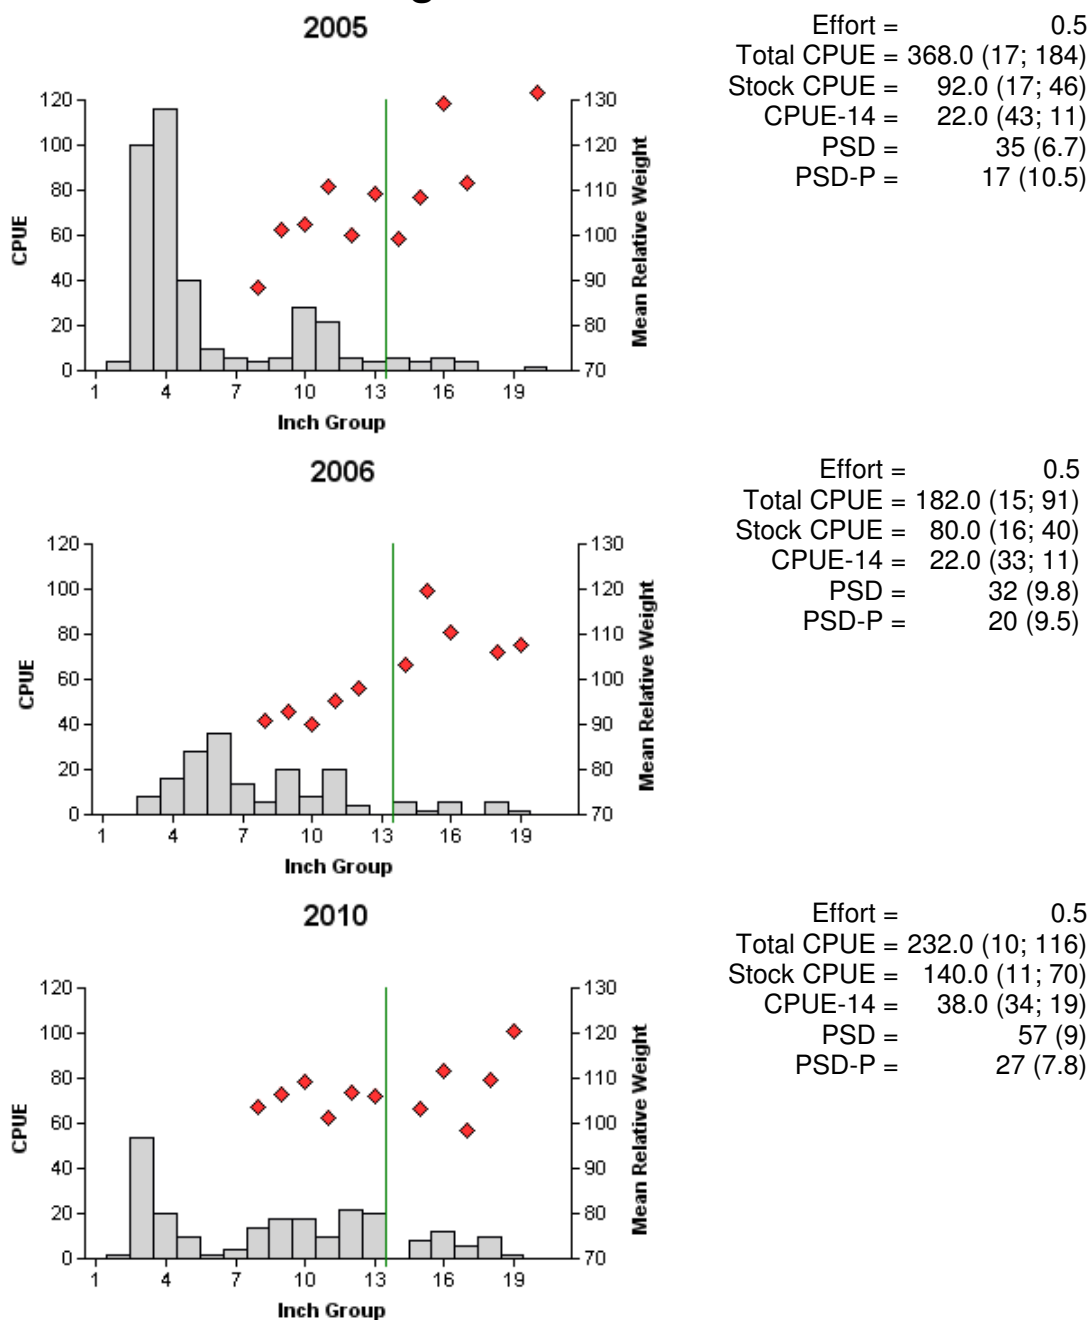 2005
Effort = 0.5
Total CPUE = 368.0 (17; 184)
Stock CPUE = 92.0 (17; 46)
CPUE-14 = 22.0 (43; 11)
PSD = 35 (6.7)
PSD-P = 17 (10.5)
CPUE
120
100
80
60
40
20
0
130
120
110
100
90
80
70
Mean Relative Weight
1 4 7 10 13 16 19
Inch Group
2006
Effort = 0.5
Total CPUE = 182.0 (15; 91)
Stock CPUE = 80.0 (16; 40)
CPUE-14 = 22.0 (33; 11)
PSD = 32 (9.8)
PSD-P = 20 (9.5)
CPUE
120
100
80
60
40
20
0
130
120
110
100
90
80
70
Mean Relative Weight
1 4 7 10 13 16 19
Inch Group
2010
Effort = 0.5
Total CPUE = 232.0 (10; 116)
Stock CPUE = 140.0 (11; 70)
CPUE-14 = 38.0 (34; 19)
PSD = 57 (9)
PSD-P = 27 (7.8)
CPUE
120
100
80
60
40
20
0
130
120
110
100
90
80
70
Mean Relative Weight
1 4 7 10 13 16 19
Inch Group